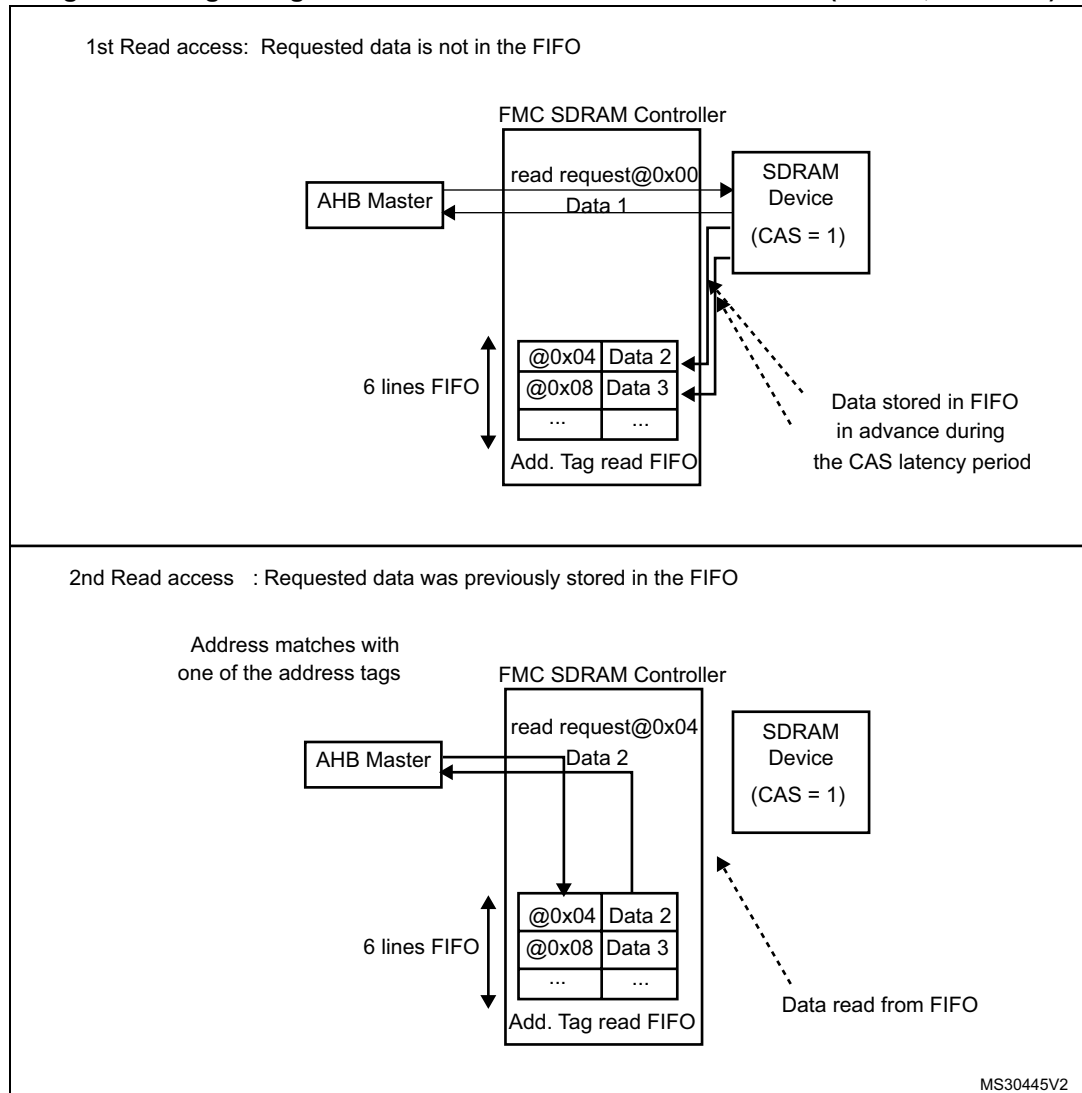 1st Read access: Requested data is not in the FIFO
FMC SDRAM Controller
read request@0x00
Data 1
AHB Master
SDRAM
Device
(CAS = 1)
@0x04 Data 2
@0x08 Data 3
... ...
6 lines FIFO
Add. Tag read FIFO
Data stored in FIFO
in advance during
the CAS latency period
2nd Read access : Requested data was previously stored in the FIFO
Address matches with
one of the address tags
FMC SDRAM Controller
read request@0x04
Data 2
AHB Master
SDRAM
Device
(CAS = 1)
@0x04 Data 2
@0x08 Data 3
... ...
6 lines FIFO
Add. Tag read FIFO
Data read from FIFO
MS30445V2